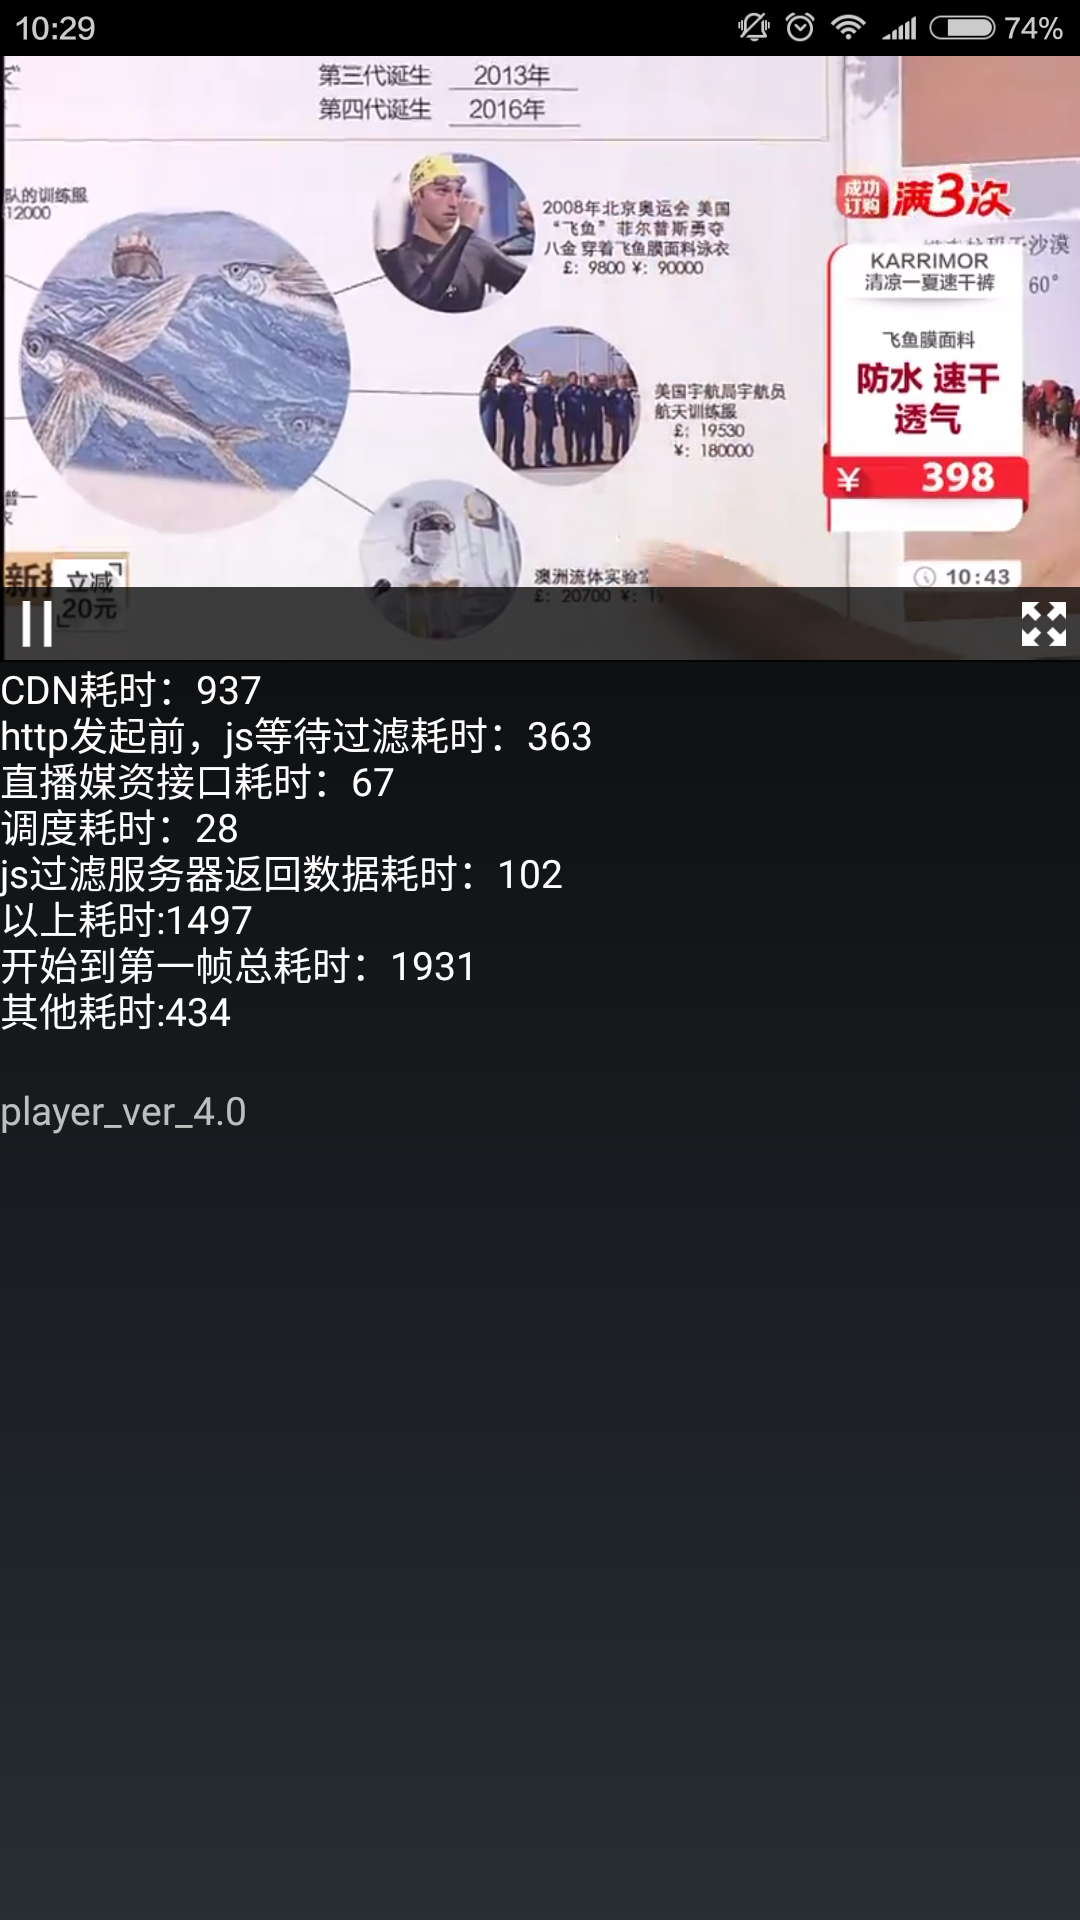 10:29
74%
第三代诞生 2013年
第四代诞生 2016年
队的训练服
12000
2008年北京奥运会 美国
“飞鱼”菲尔普斯勇夺
八金 穿着飞鱼膜面料泳衣
£: 9800 ¥: 90000
成功
订购 满3次
沙漠
60°
KARRIMOR
清凉一夏速干裤
飞鱼膜面料
防水 速干
透气
¥ 398
美国宇航局宇航员
航天训练服
£: 19530
¥: 180000
普一
澳洲流体实验室
£: 20700 ¥:
新
立减
20元
10:43
CDN耗时：937
http发起前，js等待过滤耗时：363
直播媒资接口耗时：67
调度耗时：28
js过滤服务器返回数据耗时：102
以上耗时:1497
开始到第一帧总耗时：1931
其他耗时:434
player_ver_4.0